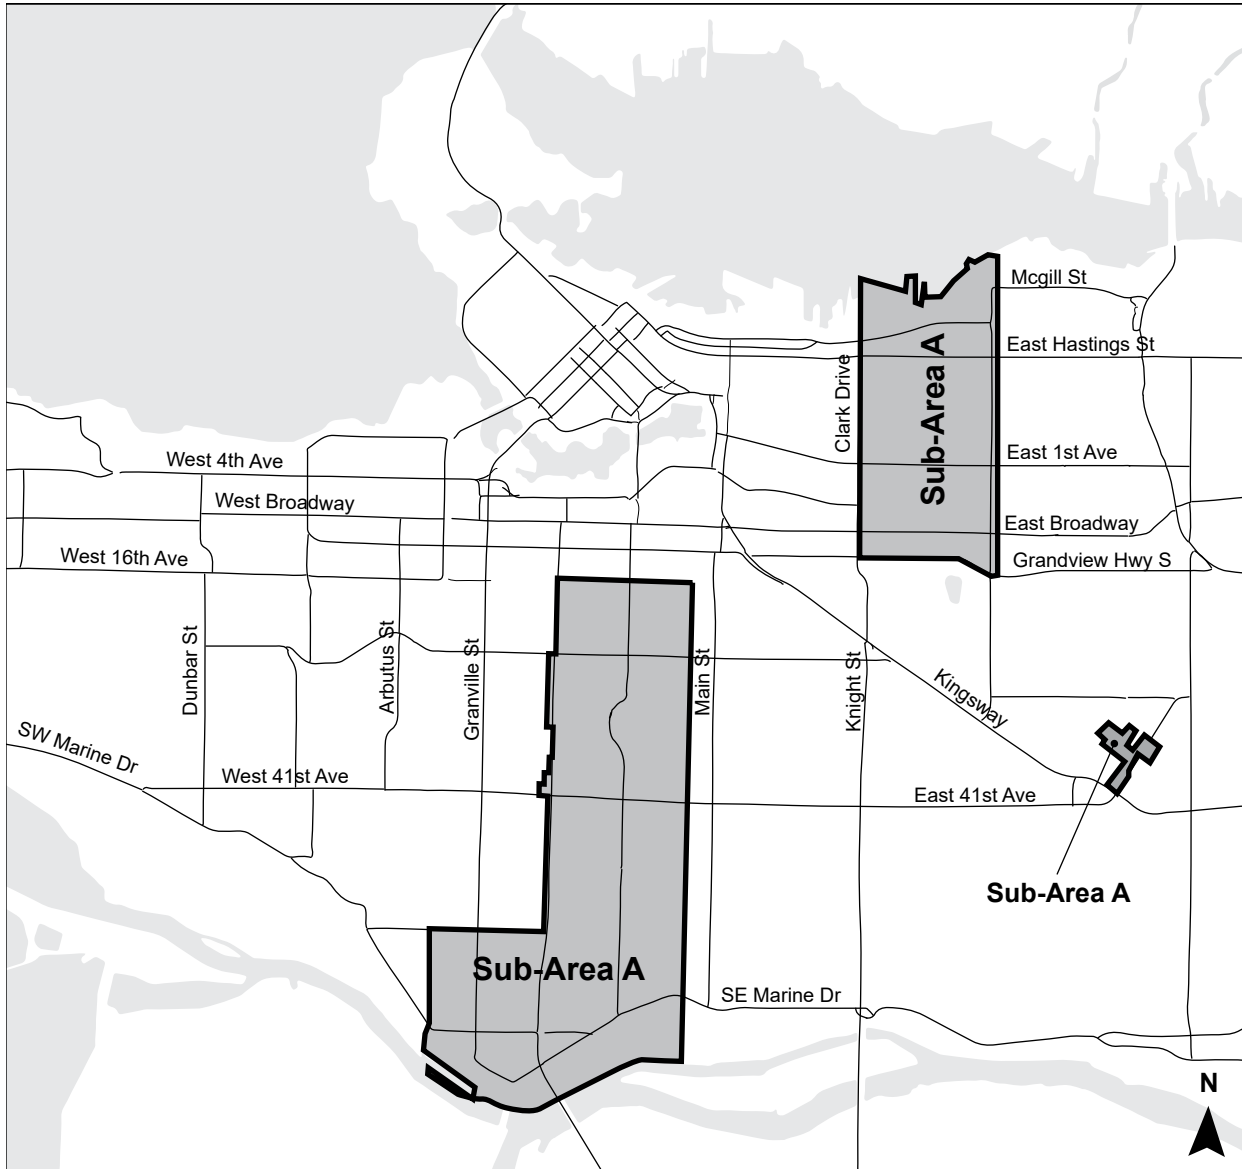 Mcgill St
East Hastings St
Clark Drive
Sub-Area A
East 1st Ave
West 4th Ave
West Broadway
East Broadway
West 16th Ave
Grandview Hwy S
Dunbar St
Arbutus St
Granville St
Main St
Knight St
Kingsway
SW Marine Dr
West 41st Ave
East 41st Ave
Sub-Area A
Sub-Area A
SE Marine Dr
N